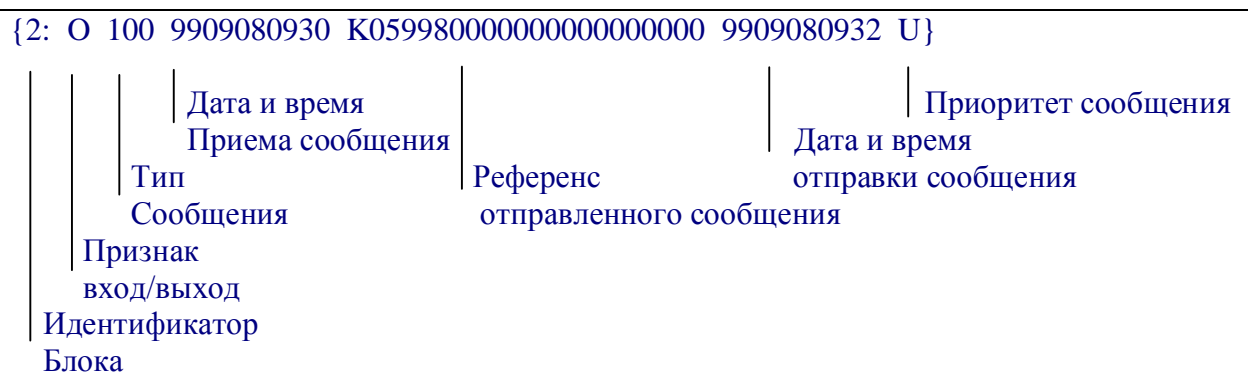 {2: O 100 9909080930 K059980000000000000000 9909080932 U}
Дата и время Приоритет сообщения
Приема сообщения Дата и время
Тип Референс отправки сообщения
Сообщения отправленного сообщения
Признак
вход/выход
Идентификатор
Блока